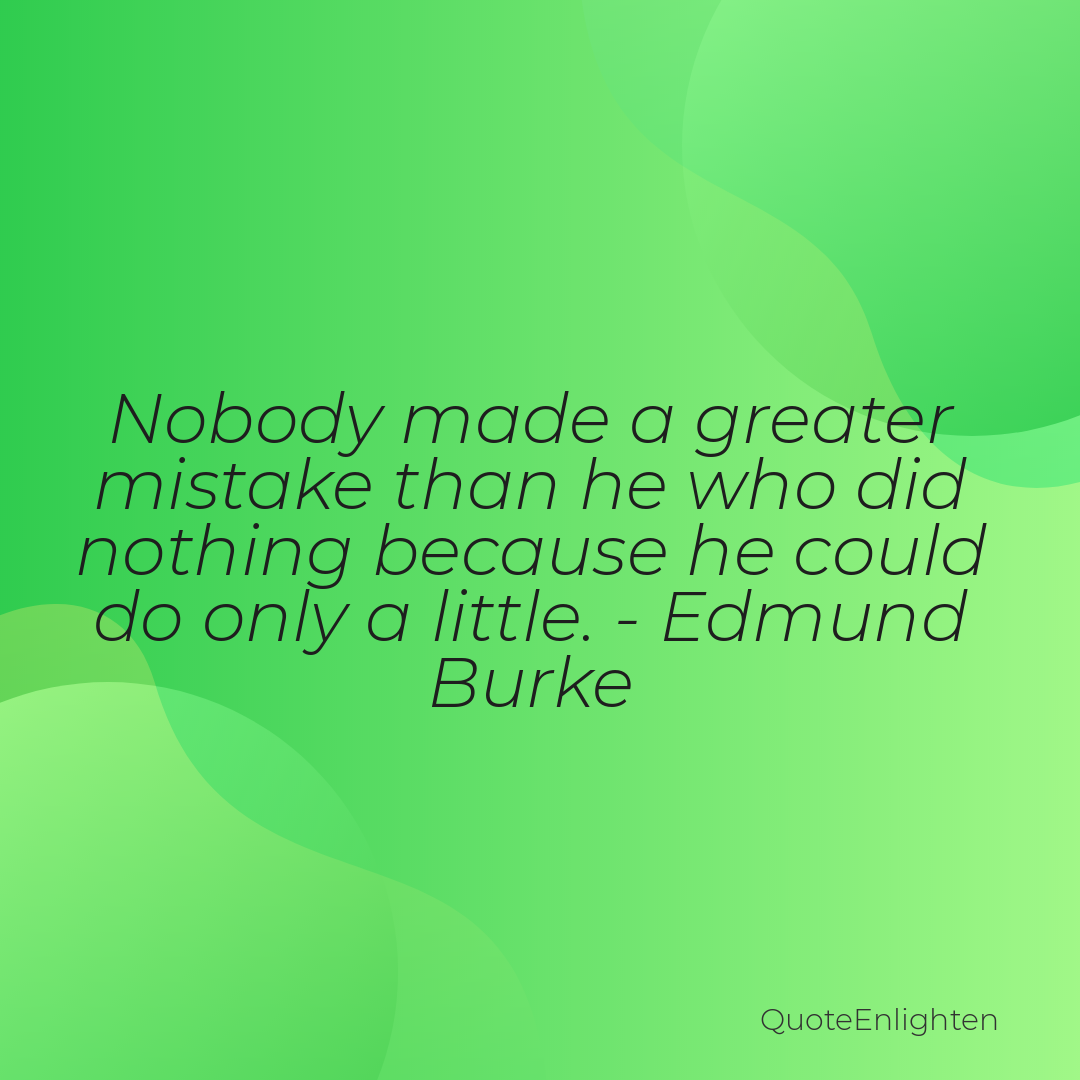 Nobody made a greater
mistake than he who did
nothing because he could
do only a little. - Edmund
Burke
QuoteEnlighten